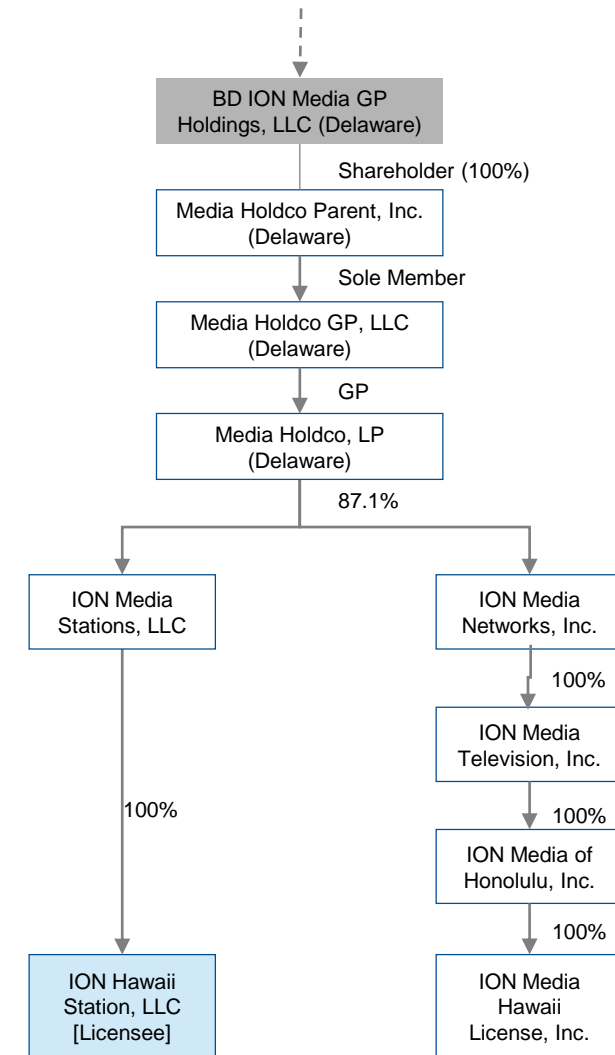 BD ION Media GP
Holdings, LLC (Delaware)
Shareholder (100%)
Media Holdco Parent, Inc.
(Delaware)
Sole Member
Media Holdco GP, LLC
(Delaware)
GP
Media Holdco, LP
(Delaware)
87.1%
ION Media
Stations, LLC
ION Media
Networks, Inc.
100%
ION Media
Television, Inc.
100%
100%
ION Media of
Honolulu, Inc.
100%
ION Hawaii
Station, LLC
[Licensee]
ION Media
Hawaii
License, Inc.